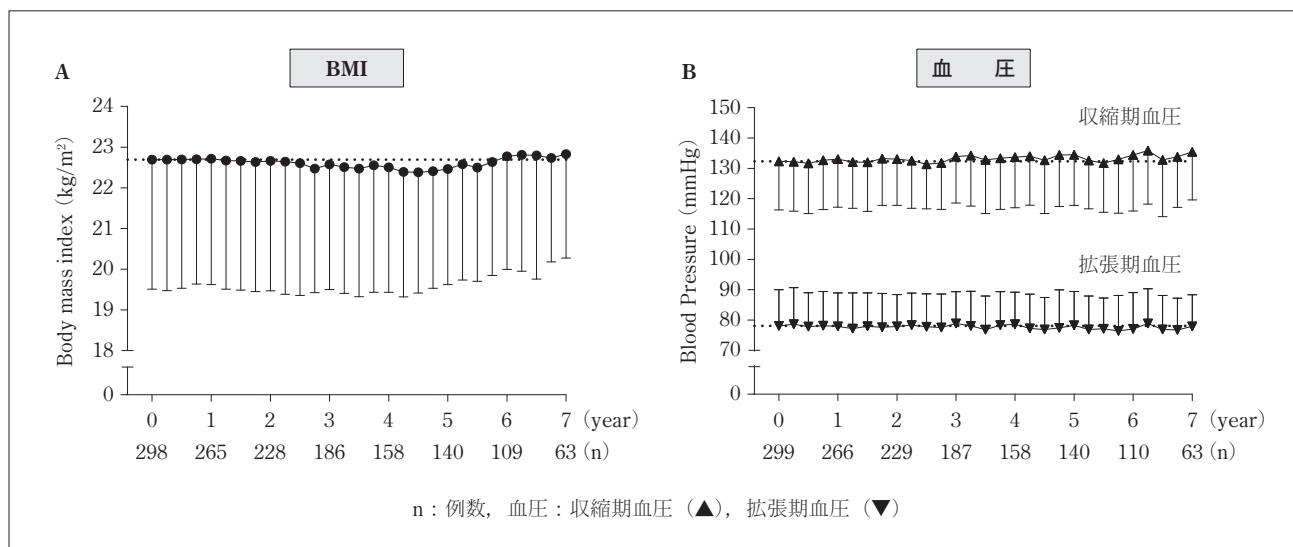 A
BMI
Body mass index (kg/m²)
24
23
22
21
20
19
18
0
0 1 2 3 4 5 6 7 (year)
298 265 228 186 158 140 109 63 (n)
B
血 圧
Blood Pressure (mmHg)
150
140
130
120
110
100
90
80
70
0
収縮期血圧
拡張期血圧
0 1 2 3 4 5 6 7 (year)
299 266 229 187 158 140 110 63 (n)
n:例数, 血圧:収縮期血圧(▲), 拡張期血圧(▼)